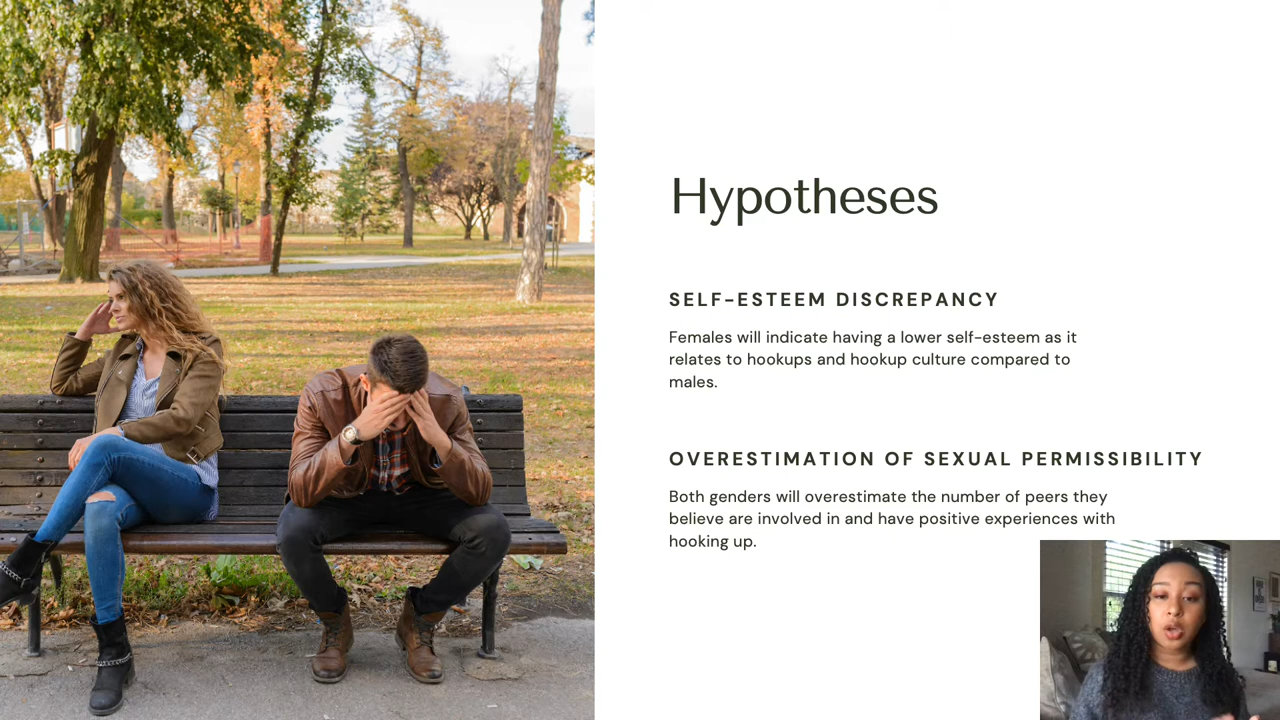 Hypotheses
SELF-ESTEEM DISCREPANCY
Females will indicate having a lower self-esteem as it
relates to hookups and hookup culture compared to
males.
OVERESTIMATION OF SEXUAL PERMISSIBILITY
Both genders will overestimate the number of peers they
believe are involved in and have positive experiences with
hooking up.